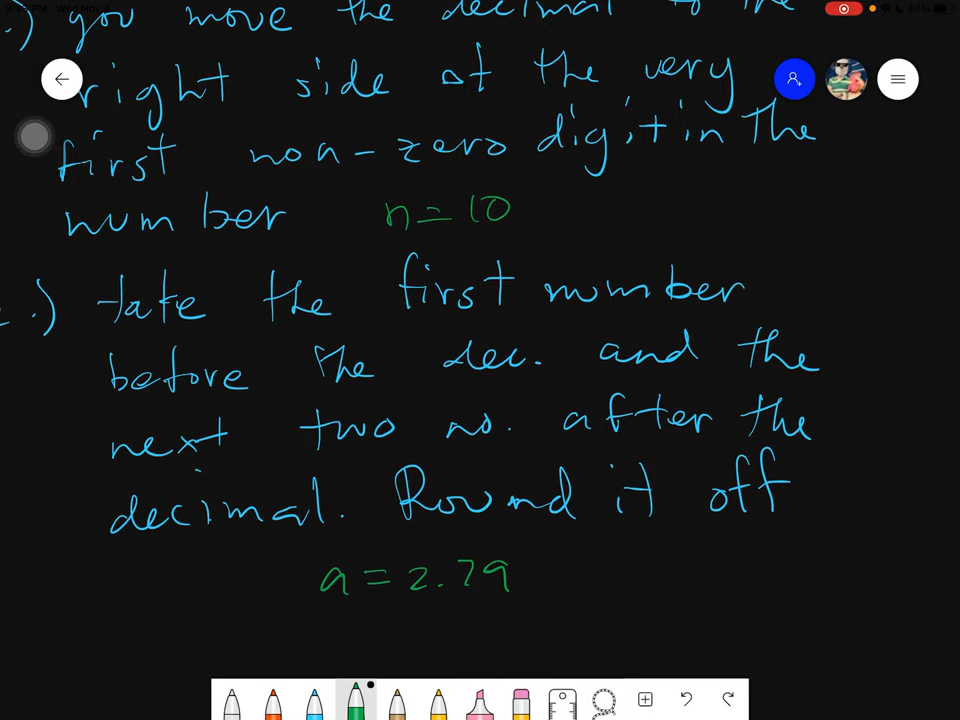 .) you move the decimal to the
right side of the very
first non-zero digit in the
number n = 10
.) take the first number
before the dec. and the
next two no. after the
decimal. Round it off
a = 2.79